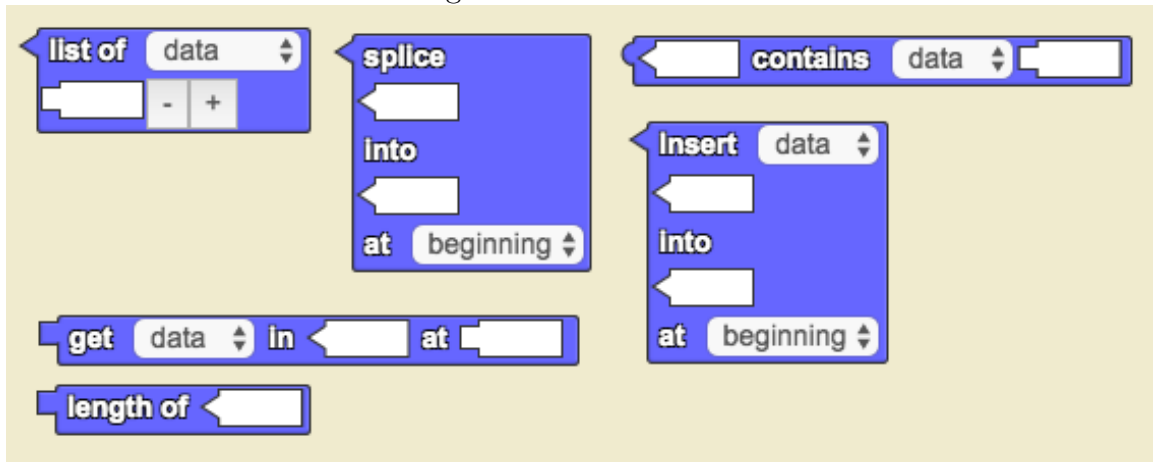 list of data
- +
splice
into
at beginning
contains data
insert data
into
at beginning
get data in at
length of